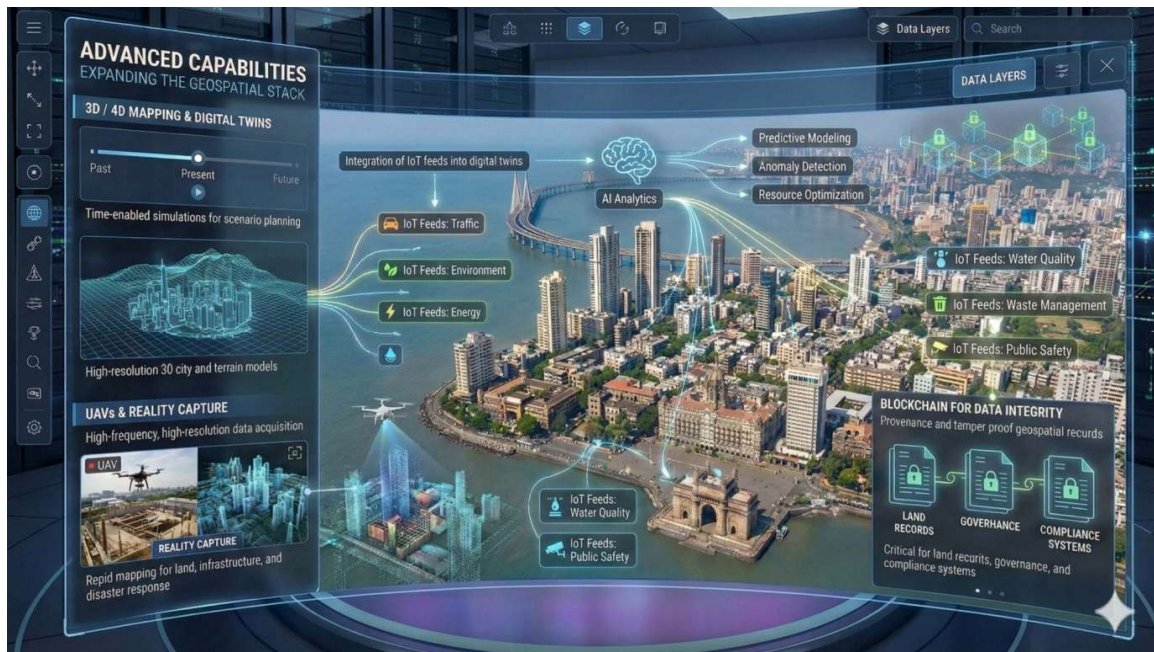 Data Layers
Search
ADVANCED CAPABILITIES
EXPANDING THE GEOSPATIAL STACK
3D / 4D MAPPING & DIGITAL TWINS
Past
Present
Future
Time-enabled simulations for scenario planning
High-resolution 30 city and terrain models
UAVs & REALITY CAPTURE
High-frequency, high-resolution data acquisition
UAV
REALITY CAPTURE
Repid mapping for land, infrastructure, and
disaster response
DATA LAYERS
Integration of IoT feeds into digital twins
AI Analytics
Predictive Modeling
Anomaly Detection
Resource Optimization
IoT Feeds: Traffic
IoT Feeds: Environment
IoT Feeds: Energy
IoT Feeds: Water Quality
IoT Feeds: Waste Management
IoT Feeds: Public Safety
IoT Feeds:
Water Quality
IoT Feeds:
Public Safety
BLOCKCHAIN FOR DATA INTEGRITY
Provenance and temper proof geospatial records
LAND
RECORDS
GOVERNANCE
COMPLIANCE
SYSTEMS
Critical for land recurits, governance, and
compliance systems